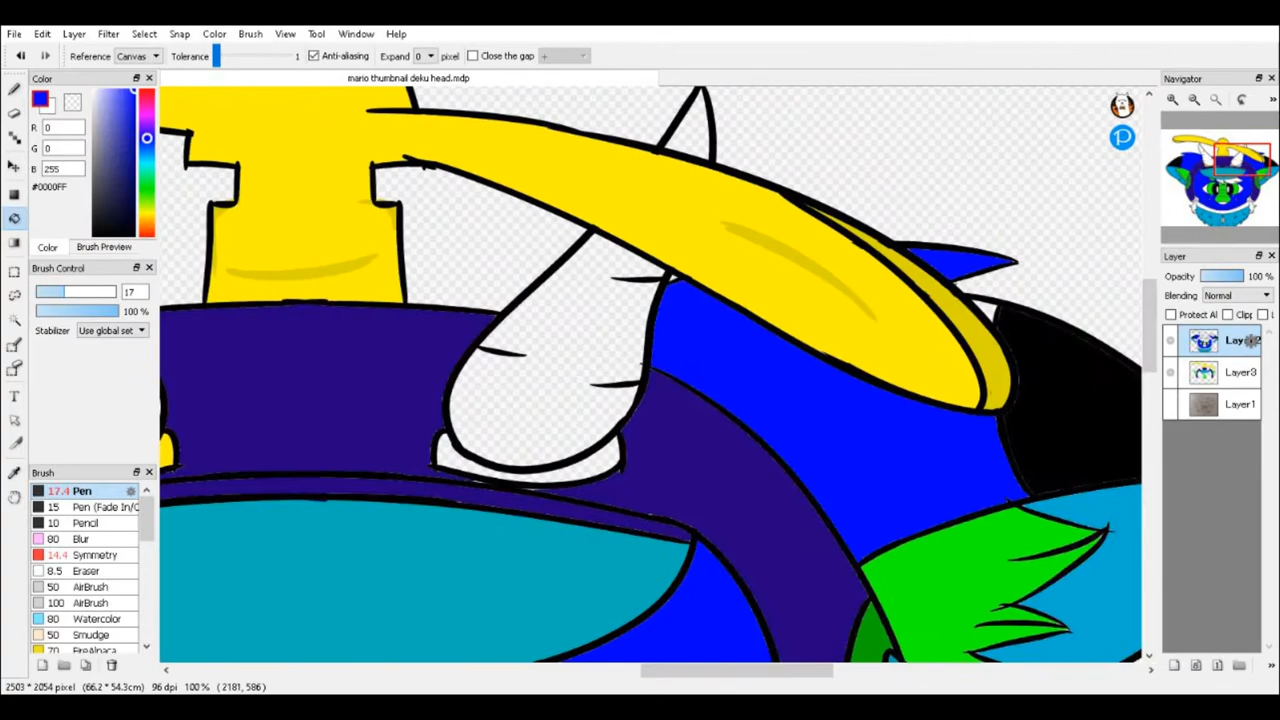 File Edit Layer Filter Select Snap Color Brush View Tool Window Help
Reference Canvas Tolerance 1 Anti-aliasing Expand 0 pixel Close the gap +
mario thumbnail deku head.mdp
Color
R 0
G 0
B 255
#0000FF
Color Brush Preview
Brush Control
17
100 %
Stabilizer Use global set
Brush
17.4 Pen
15 Pen (Fade In/O
10 Pencil
80 Blur
14.4 Symmetry
8.5 Eraser
50 AirBrush
100 AirBrush
80 Watercolor
50 Smudge
70 FireAlpaca
2503 * 2054 pixel (66.2 * 54.3cm) 96 dpi 100 % (2181, 586)
Navigator
Layer
Opacity 100 %
Blending Normal
Protect Al Clip
Layer3
Layer1